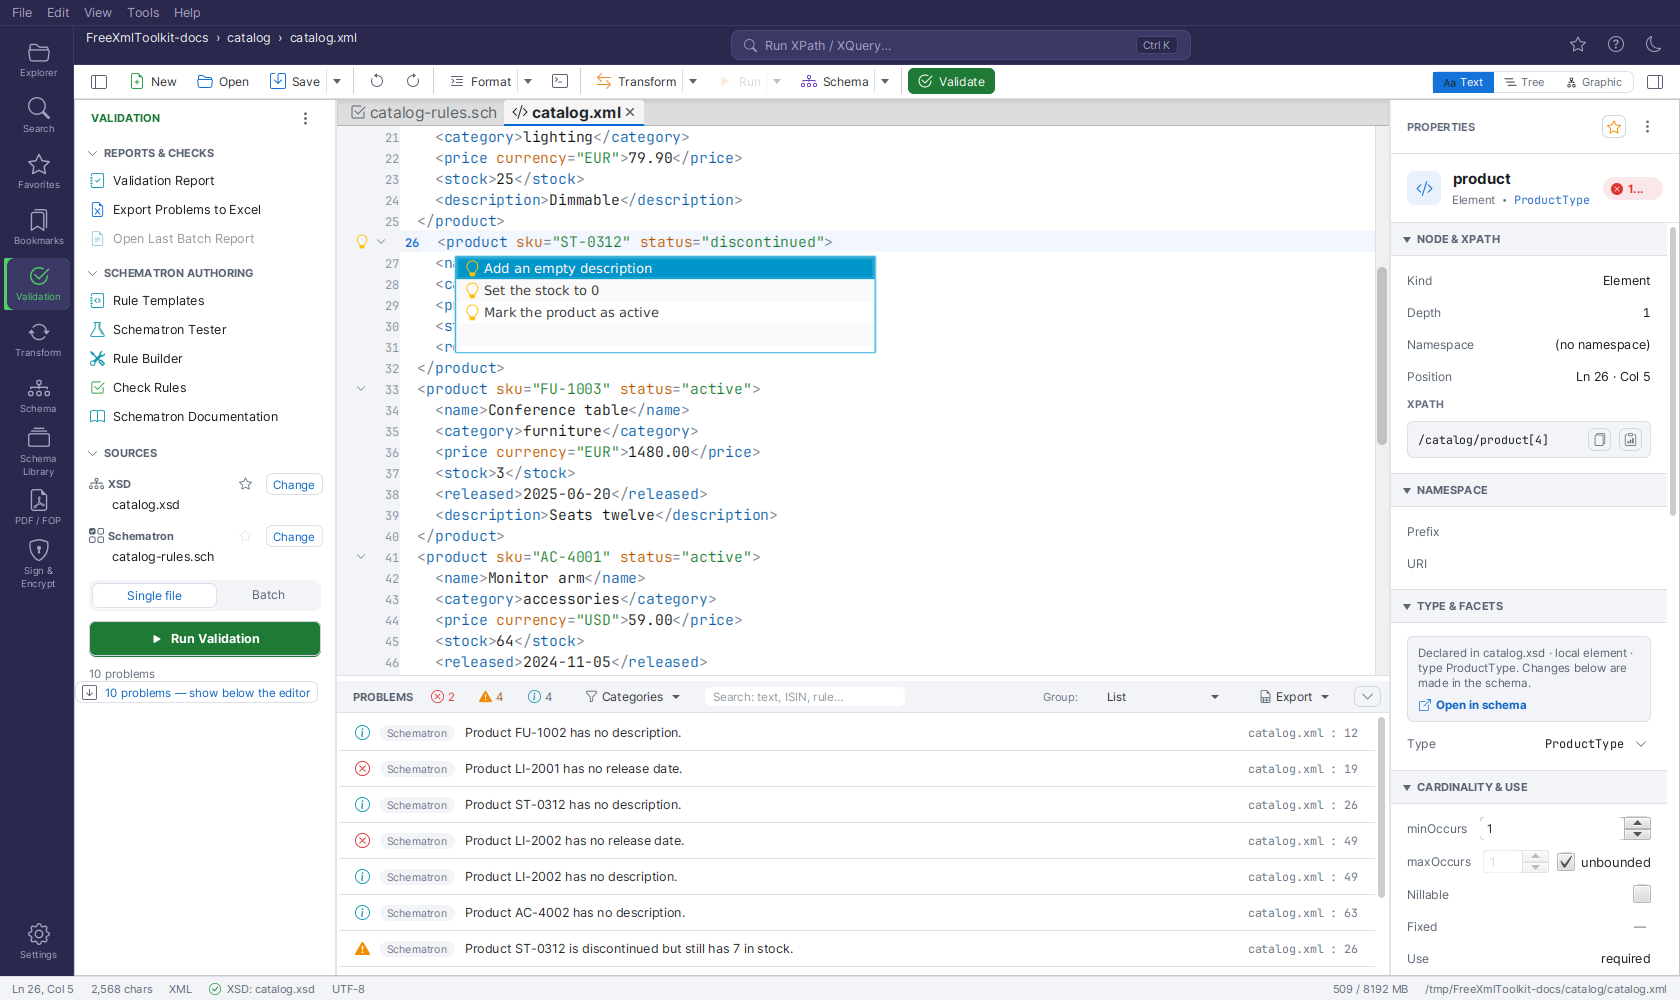 File Edit View Tools Help
FreeXmlToolkit-docs › catalog › catalog.xml
Run XPath / XQuery... Ctrl K
New Open Save Format Transform Run Schema Validate
Aa Text Tree Graphic
Explorer
Search
Favorites
Bookmarks
Validation
Transform
Schema
Schema
Library
PDF / FOP
Sign &
Encrypt
Settings
VALIDATION
REPORTS & CHECKS
Validation Report
Export Problems to Excel
Open Last Batch Report
SCHEMATRON AUTHORING
Rule Templates
Schematron Tester
Rule Builder
Check Rules
Schematron Documentation
SOURCES
XSD Change
catalog.xsd
Schematron Change
catalog-rules.sch
Single file Batch
Run Validation
10 problems
10 problems — show below the editor
catalog-rules.sch catalog.xml
21 <category>lighting</category>
22 <price currency="EUR">79.90</price>
23 <stock>25</stock>
24 <description>Dimmable</description>
25 </product>
26 <product sku="ST-0312" status="discontinued">
27 <n
28 <c
29 <p
30 <s
31 <r
Add an empty description
Set the stock to 0
Mark the product as active
32 </product>
33 <product sku="FU-1003" status="active">
34 <name>Conference table</name>
35 <category>furniture</category>
36 <price currency="EUR">1480.00</price>
37 <stock>3</stock>
38 <released>2025-06-20</released>
39 <description>Seats twelve</description>
40 </product>
41 <product sku="AC-4001" status="active">
42 <name>Monitor arm</name>
43 <category>accessories</category>
44 <price currency="USD">59.00</price>
45 <stock>64</stock>
46 <released>2024-11-05</released>
PROBLEMS 2 4 4 Categories Search: text, ISIN, rule... Group: List Export
Schematron Product FU-1002 has no description. catalog.xml : 12
Schematron Product LI-2001 has no release date. catalog.xml : 19
Schematron Product ST-0312 has no description. catalog.xml : 26
Schematron Product LI-2002 has no release date. catalog.xml : 49
Schematron Product LI-2002 has no description. catalog.xml : 49
Schematron Product AC-4002 has no description. catalog.xml : 63
Schematron Product ST-0312 is discontinued but still has 7 in stock. catalog.xml : 26
PROPERTIES
product
Element • ProductType
1...
NODE & XPATH
Kind Element
Depth 1
Namespace (no namespace)
Position Ln 26 · Col 5
XPATH
/catalog/product[4]
NAMESPACE
Prefix
URI
TYPE & FACETS
Declared in catalog.xsd · local element ·
type ProductType. Changes below are
made in the schema.
Open in schema
Type ProductType
CARDINALITY & USE
minOccurs 1
maxOccurs 1 unbounded
Nillable
Fixed —
Use required
Ln 26, Col 5 2,568 chars XML XSD: catalog.xsd UTF-8
509 / 8192 MB /tmp/FreeXmlToolkit-docs/catalog/catalog.xml